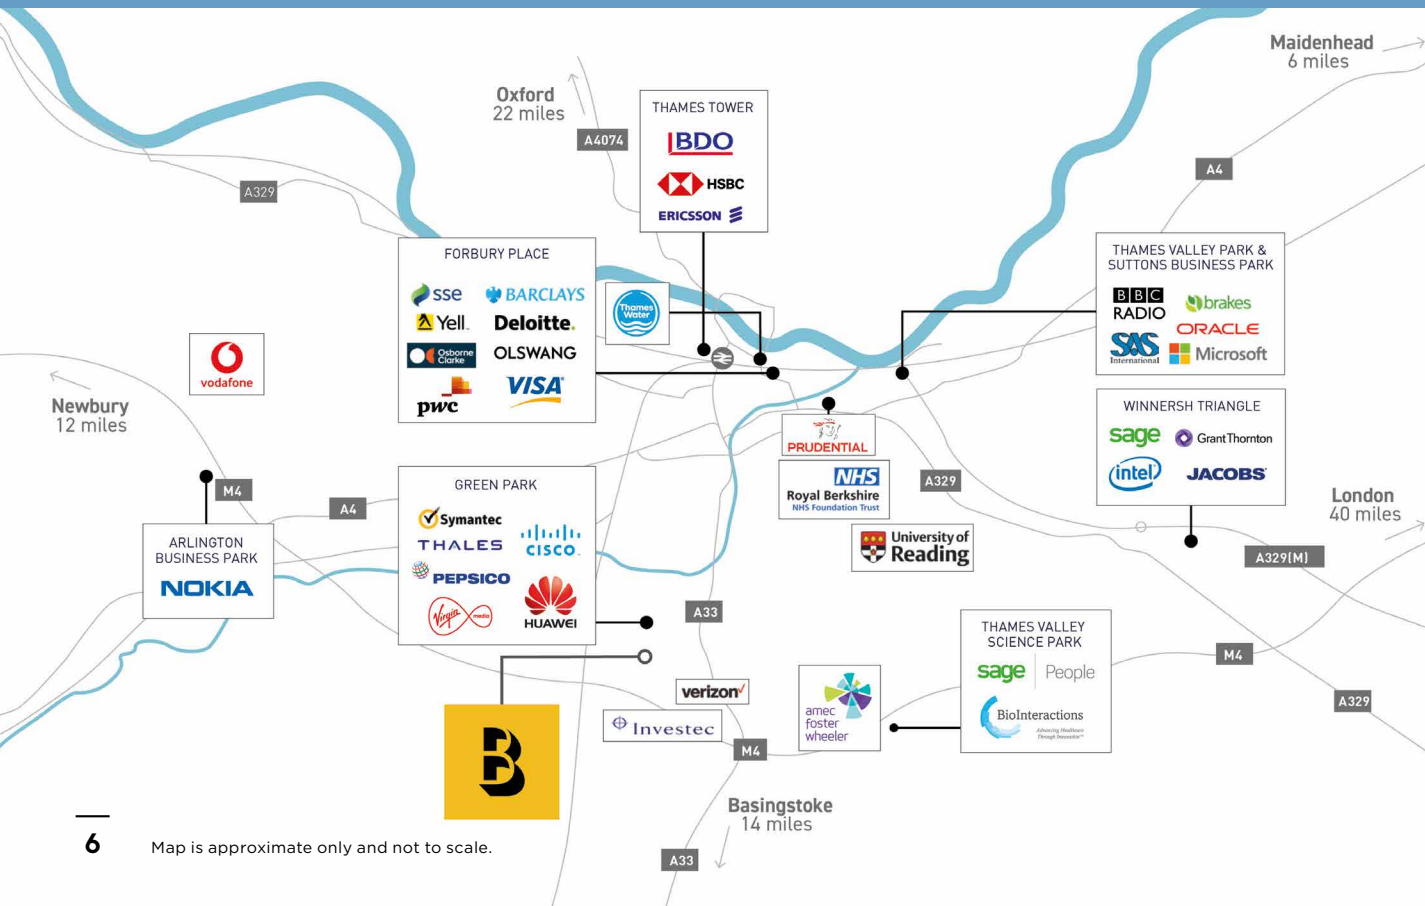 Maidenhead
6 miles
Oxford
22 miles
A4074
THAMES TOWER
BDO
HSBC
ERICSSON
A4
A329
FORBURY PLACE
sse
BARCLAYS
Yell
Deloitte.
Osborne
Clarke
OLSWANG
pwc
VISA
Thames
Water
THAMES VALLEY PARK &
SUTTONS BUSINESS PARK
BBC
RADIO
brakes
ORACLE
SAS
International
Microsoft
vodafone
Newbury
12 miles
PRUDENTIAL
WINNERSH TRIANGLE
sage
Grant Thornton
intel
JACOBS
M4
A4
GREEN PARK
Symantec
THALES
CISCO
PEPSICO
Virgin media
HUAWEI
NHS
Royal Berkshire
NHS Foundation Trust
A329
London
40 miles
ARLINGTON
BUSINESS PARK
NOKIA
University of
Reading
A329(M)
A33
THAMES VALLEY
SCIENCE PARK
sage People
BioInteractions
Advancing Healthcare
Through Innovation™
M4
verizon
Investec
amec
foster
wheeler
A329
M4
B
Basingstoke
14 miles
A33
6
Map is approximate only and not to scale.